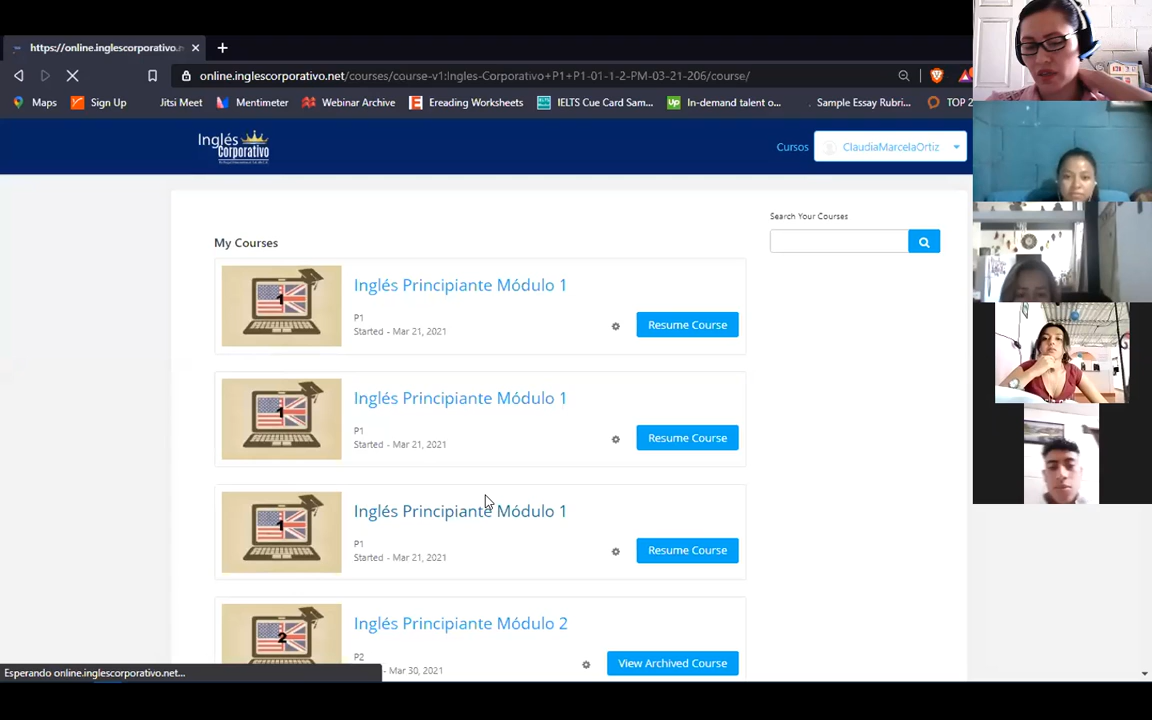 https://online.inglescorporativo.n
online.inglescorporativo.net/courses/course-v1:Ingles-Corporativo+P1+P1-01-1-2-PM-03-21-206/course/
Maps Sign Up Jitsi Meet Mentimeter Webinar Archive Ereading Worksheets IELTS Cue Card Sam... In-demand talent o... Sample Essay Rubri... TOP 2
Inglés
Corporativo
Cursos ClaudiaMarcelaOrtiz
Search Your Courses
My Courses
1
Inglés Principiante Módulo 1
P1
Started - Mar 21, 2021
Resume Course
1
Inglés Principiante Módulo 1
P1
Started - Mar 21, 2021
Resume Course
1
Inglés Principiante Módulo 1
P1
Started - Mar 21, 2021
Resume Course
2
Inglés Principiante Módulo 2
P2
- Mar 30, 2021
View Archived Course
Esperando online.inglescorporativo.net...